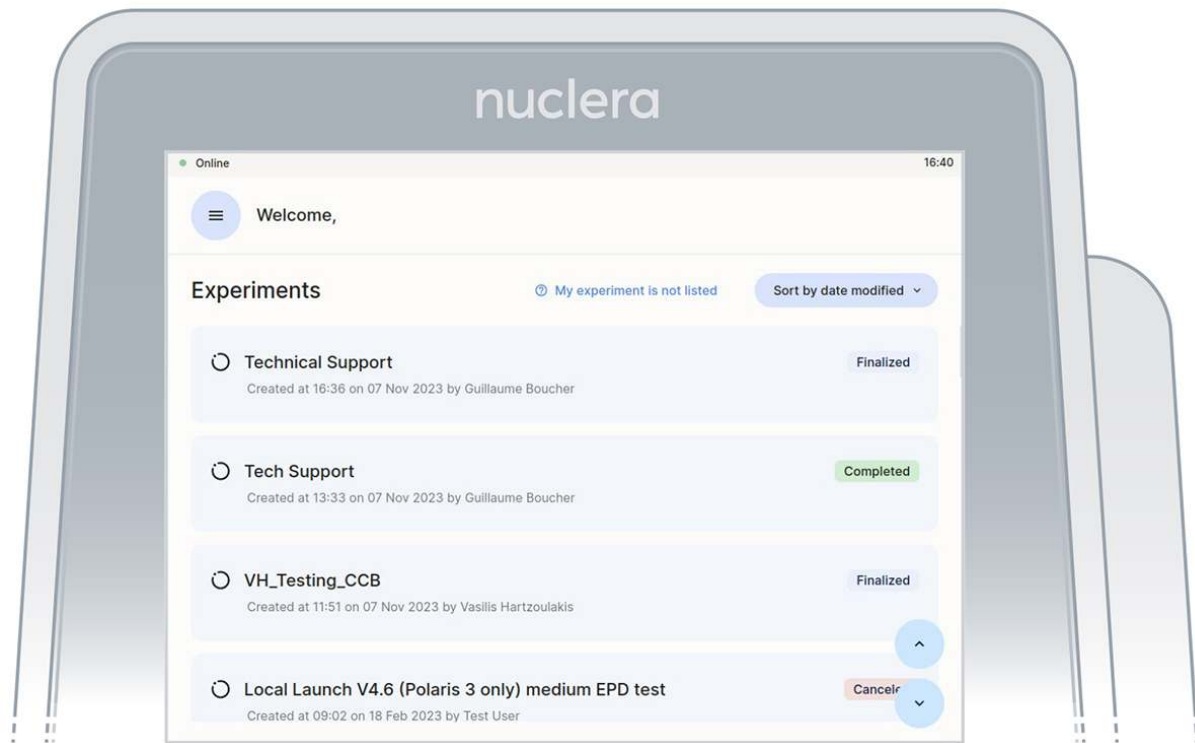 nuclera
Online 16:40
Welcome,
Experiments My experiment is not listed Sort by date modified
Technical Support Finalized
Created at 16:36 on 07 Nov 2023 by Guillaume Boucher
Tech Support Completed
Created at 13:33 on 07 Nov 2023 by Guillaume Boucher
VH_Testing_CCB Finalized
Created at 11:51 on 07 Nov 2023 by Vasilis Hartzoulakis
Local Launch V4.6 (Polaris 3 only) medium EPD test
Created at 09:02 on 18 Feb 2023 by Test User